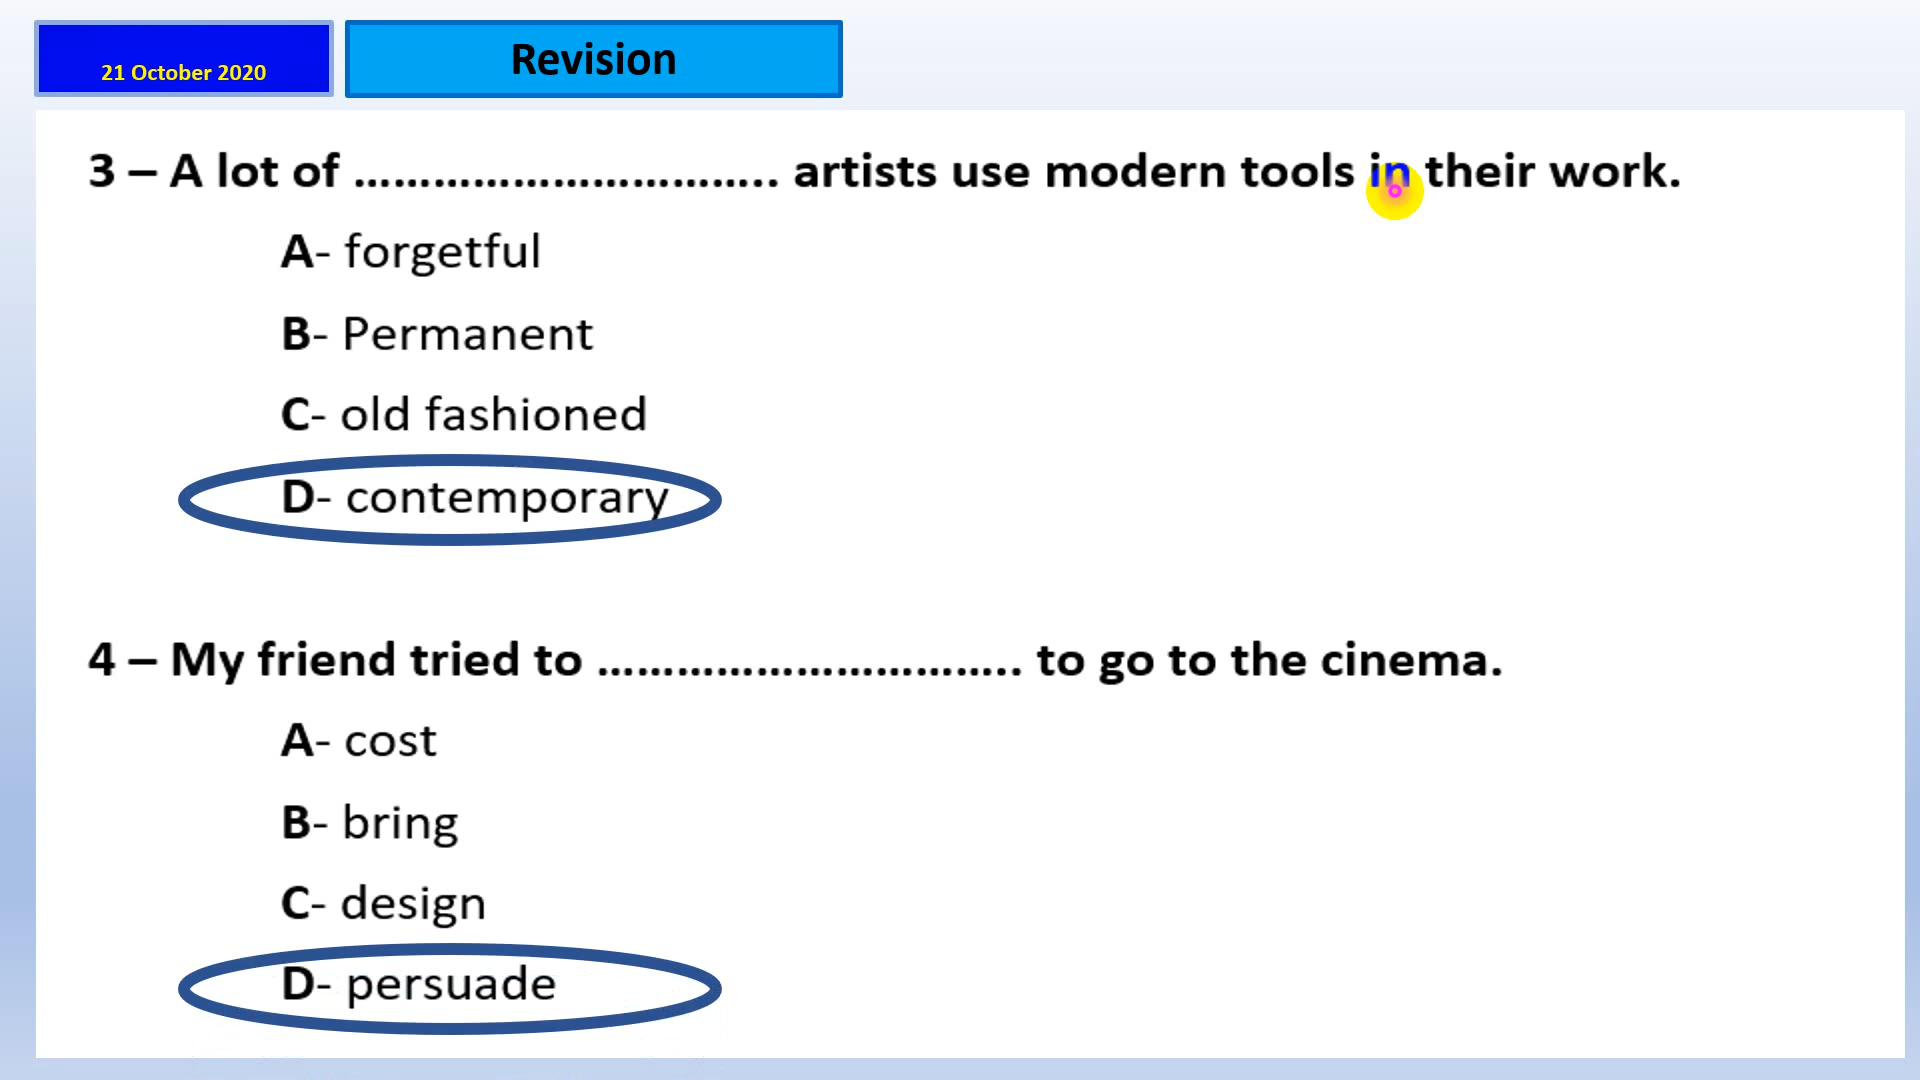 21 October 2020
Revision
3 – A lot of ………………………….. artists use modern tools in their work.
A- forgetful
B- Permanent
C- old fashioned
D- contemporary
4 – My friend tried to ………………………….. to go to the cinema.
A- cost
B- bring
C- design
D- persuade